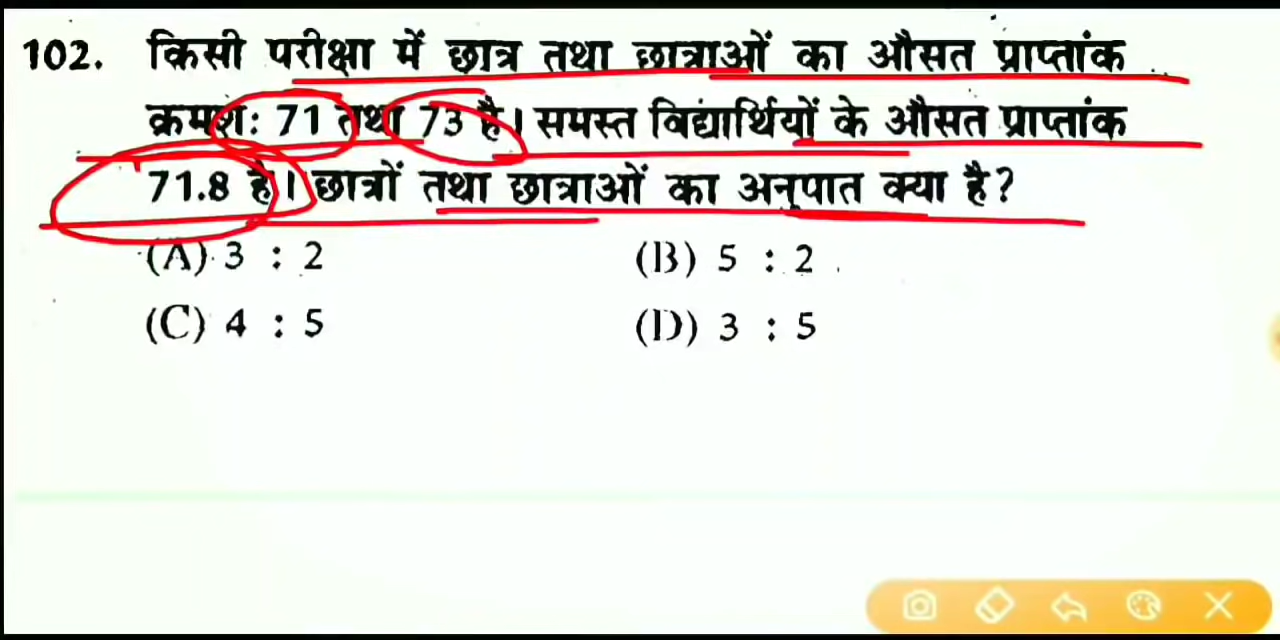 102. किसी परीक्षा में छात्र तथा छात्राओं का औसत प्राप्तांक
क्रमशः 71 तथा 73 है। समस्त विद्यार्थियों के औसत प्राप्तांक
71.8 है। छात्रों तथा छात्राओं का अनुपात क्या है?
(A) 3 : 2 (B) 5 : 2
(C) 4 : 5 (D) 3 : 5